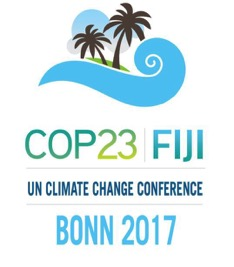 COP23 | FIJI
UN CLIMATE CHANGE CONFERENCE
BONN 2017